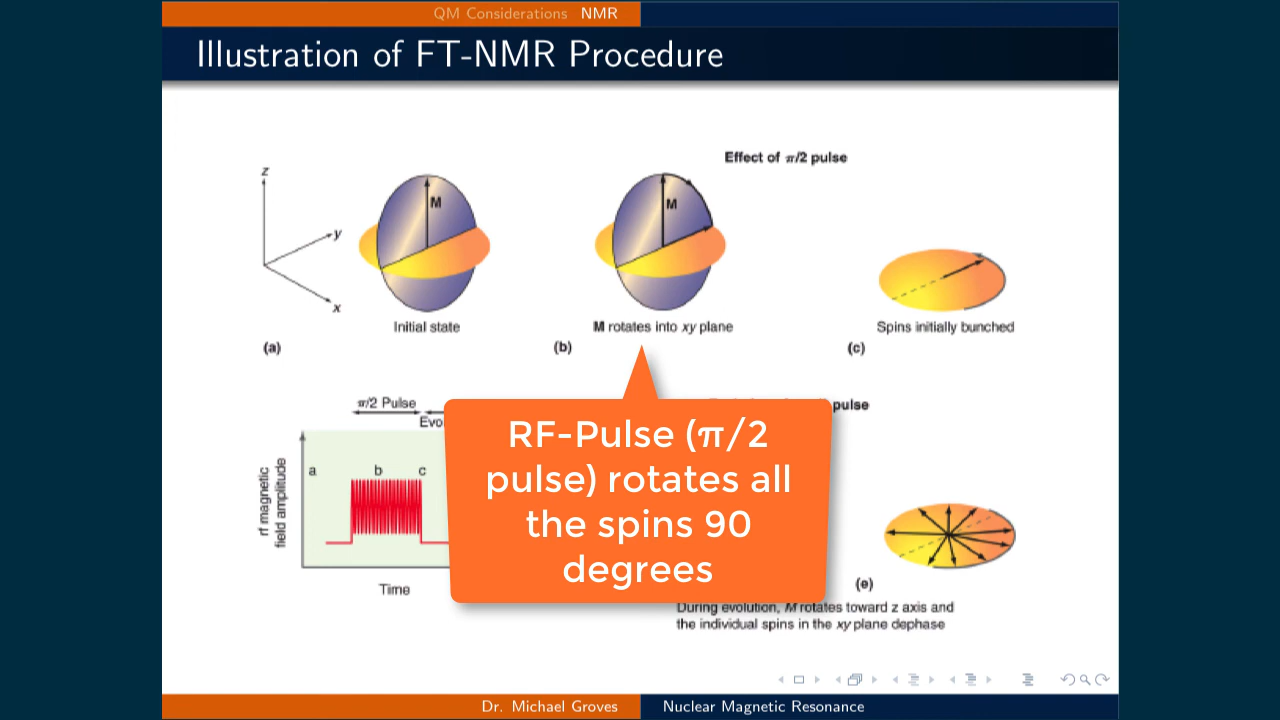 QM Considerations NMR
Illustration of FT-NMR Procedure
Effect of π/2 pulse
z
y
x
M
M
Initial state
M rotates into xy plane
Spins initially bunched
(a)
(b)
(c)
π/2 Pulse
Evo
pulse
rf magnetic
field amplitude
a
b
c
Time
RF-Pulse (π/2
pulse) rotates all
the spins 90
degrees
(e)
During evolution, M rotates toward z axis and
the individual spins in the xy plane dephase
Dr. Michael Groves
Nuclear Magnetic Resonance